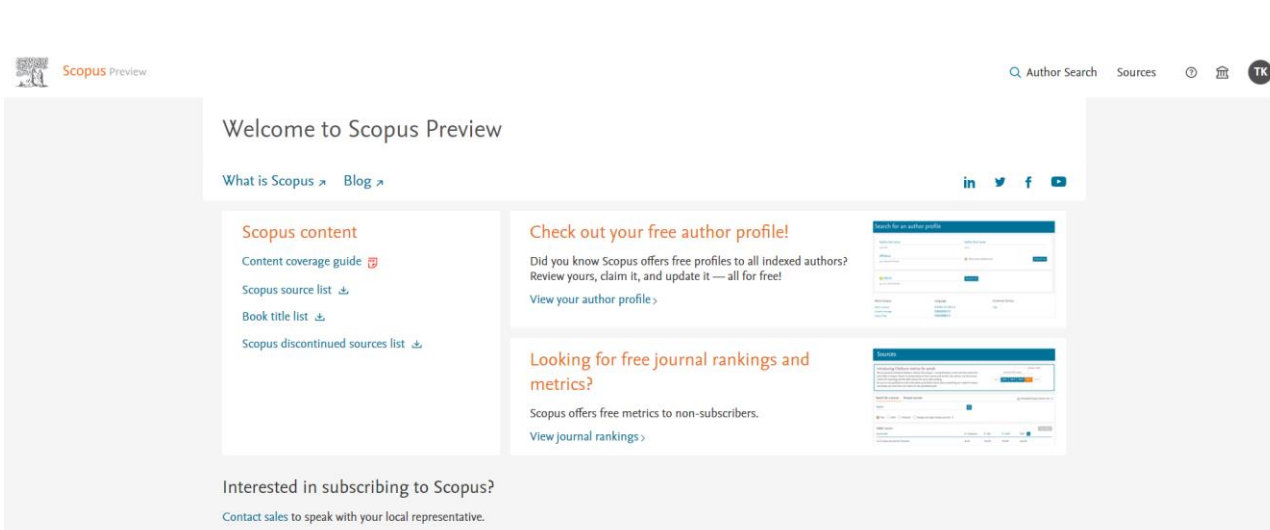 Scopus Preview
Author Search
Sources
TK
Welcome to Scopus Preview
What is Scopus
Blog
Scopus content
Content coverage guide
Scopus source list
Book title list
Scopus discontinued sources list
Check out your free author profile!
Did you know Scopus offers free profiles to all indexed authors?
Review yours, claim it, and update it — all for free!
View your author profile
Search for an author profile
Looking for free journal rankings and
metrics?
Scopus offers free metrics to non-subscribers.
View journal rankings
Sources
Interested in subscribing to Scopus?
Contact sales to speak with your local representative.